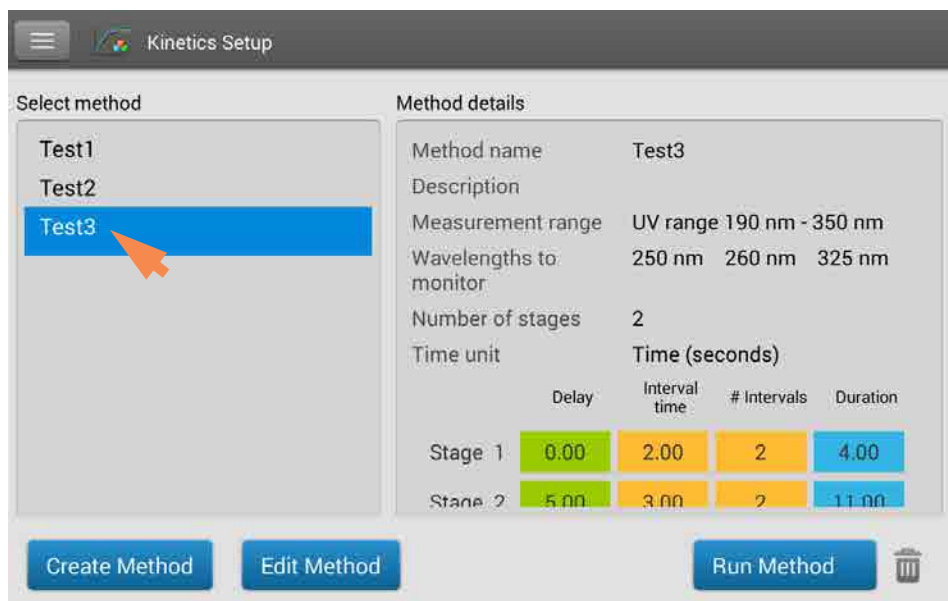 Kinetics Setup
Select method
Test1
Test2
Test3
Method details
Method name Test3
Description
Measurement range UV range 190 nm - 350 nm
Wavelengths to monitor 250 nm 260 nm 325 nm
Number of stages 2
Time unit Time (seconds)
Delay Interval time # Intervals Duration
Stage 1 0.00 2.00 2 4.00
Stage 2 5.00 3.00 2 11.00
Create Method Edit Method Run Method